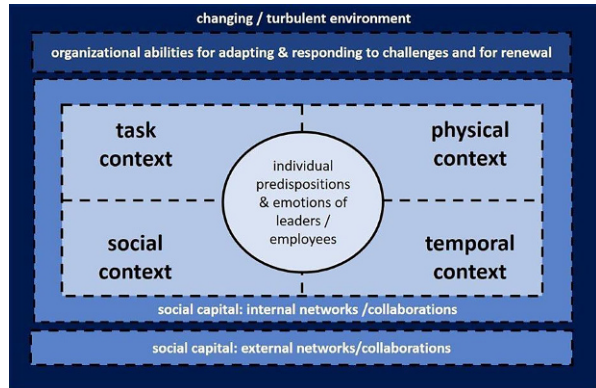 changing / turbulent environment
organizational abilities for adapting & responding to challenges and for renewal
task
context
physical
context
individual
predispositions
& emotions of
leaders /
employees
social
context
temporal
context
social capital: internal networks /collaborations
social capital: external networks/collaborations